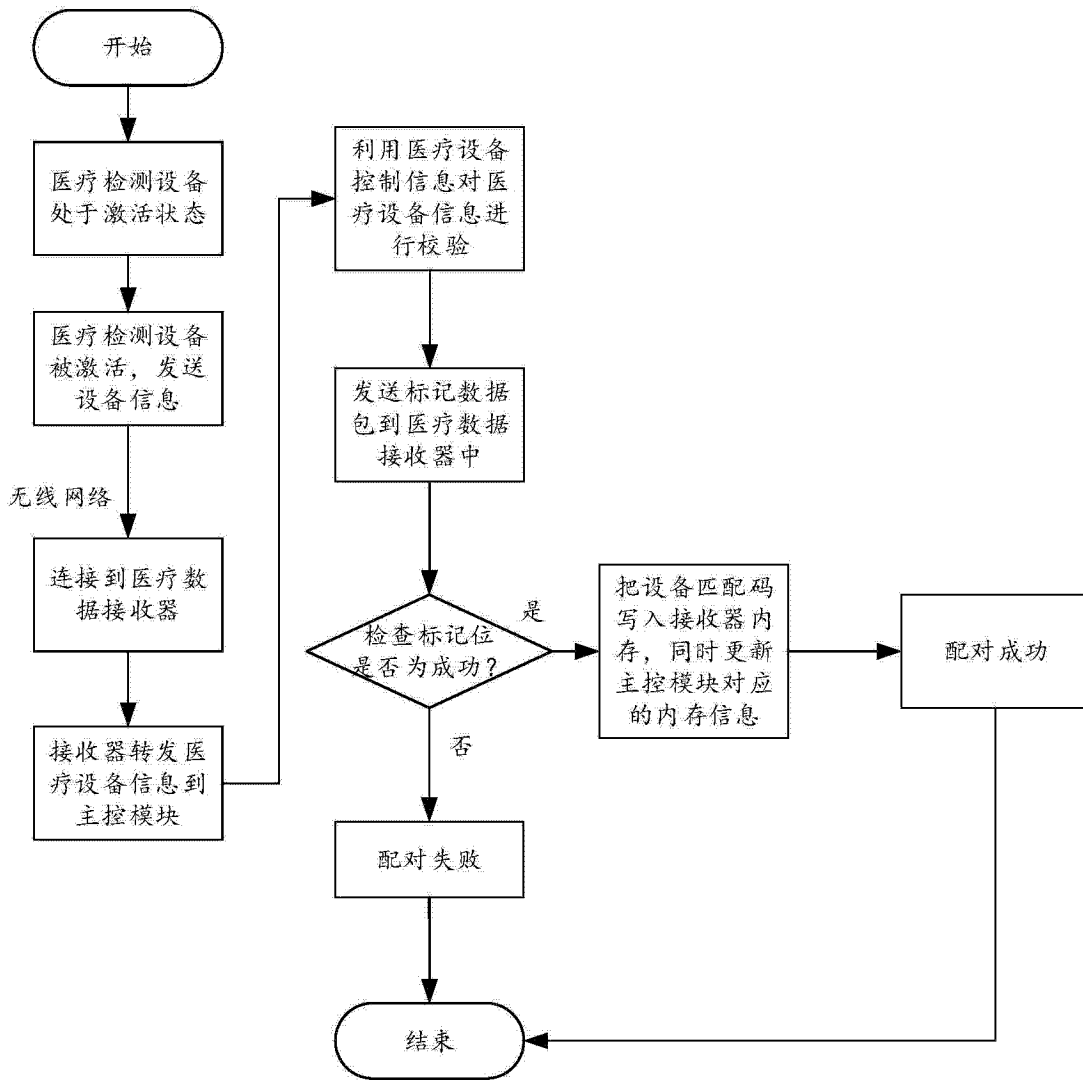 开始
医疗检测设备
处于激活状态
医疗检测设备
被激活，发送
设备信息
无线网络
连接到医疗数
据接收器
接收器转发医
疗设备信息到
主控模块
利用医疗设备
控制信息对医
疗设备信息进
行校验
发送标记数据
包到医疗数据
接收器中
检查标记位
是否为成功？
是
否
把设备匹配码
写入接收器内
存，同时更新
主控模块对应
的内存信息
配对成功
配对失败
结束